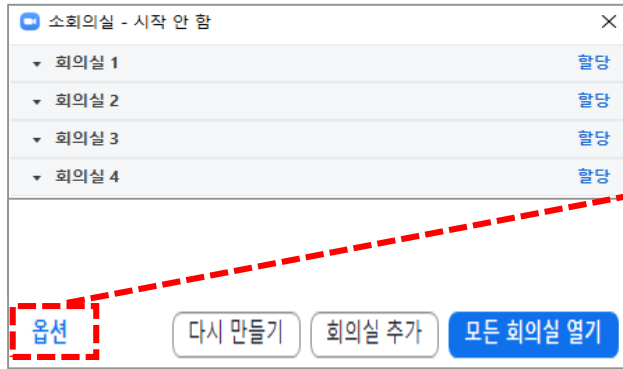 소회의실 - 시작 안 함
회의실 1 할당
회의실 2 할당
회의실 3 할당
회의실 4 할당
옵션 다시 만들기 회의실 추가 모든 회의실 열기